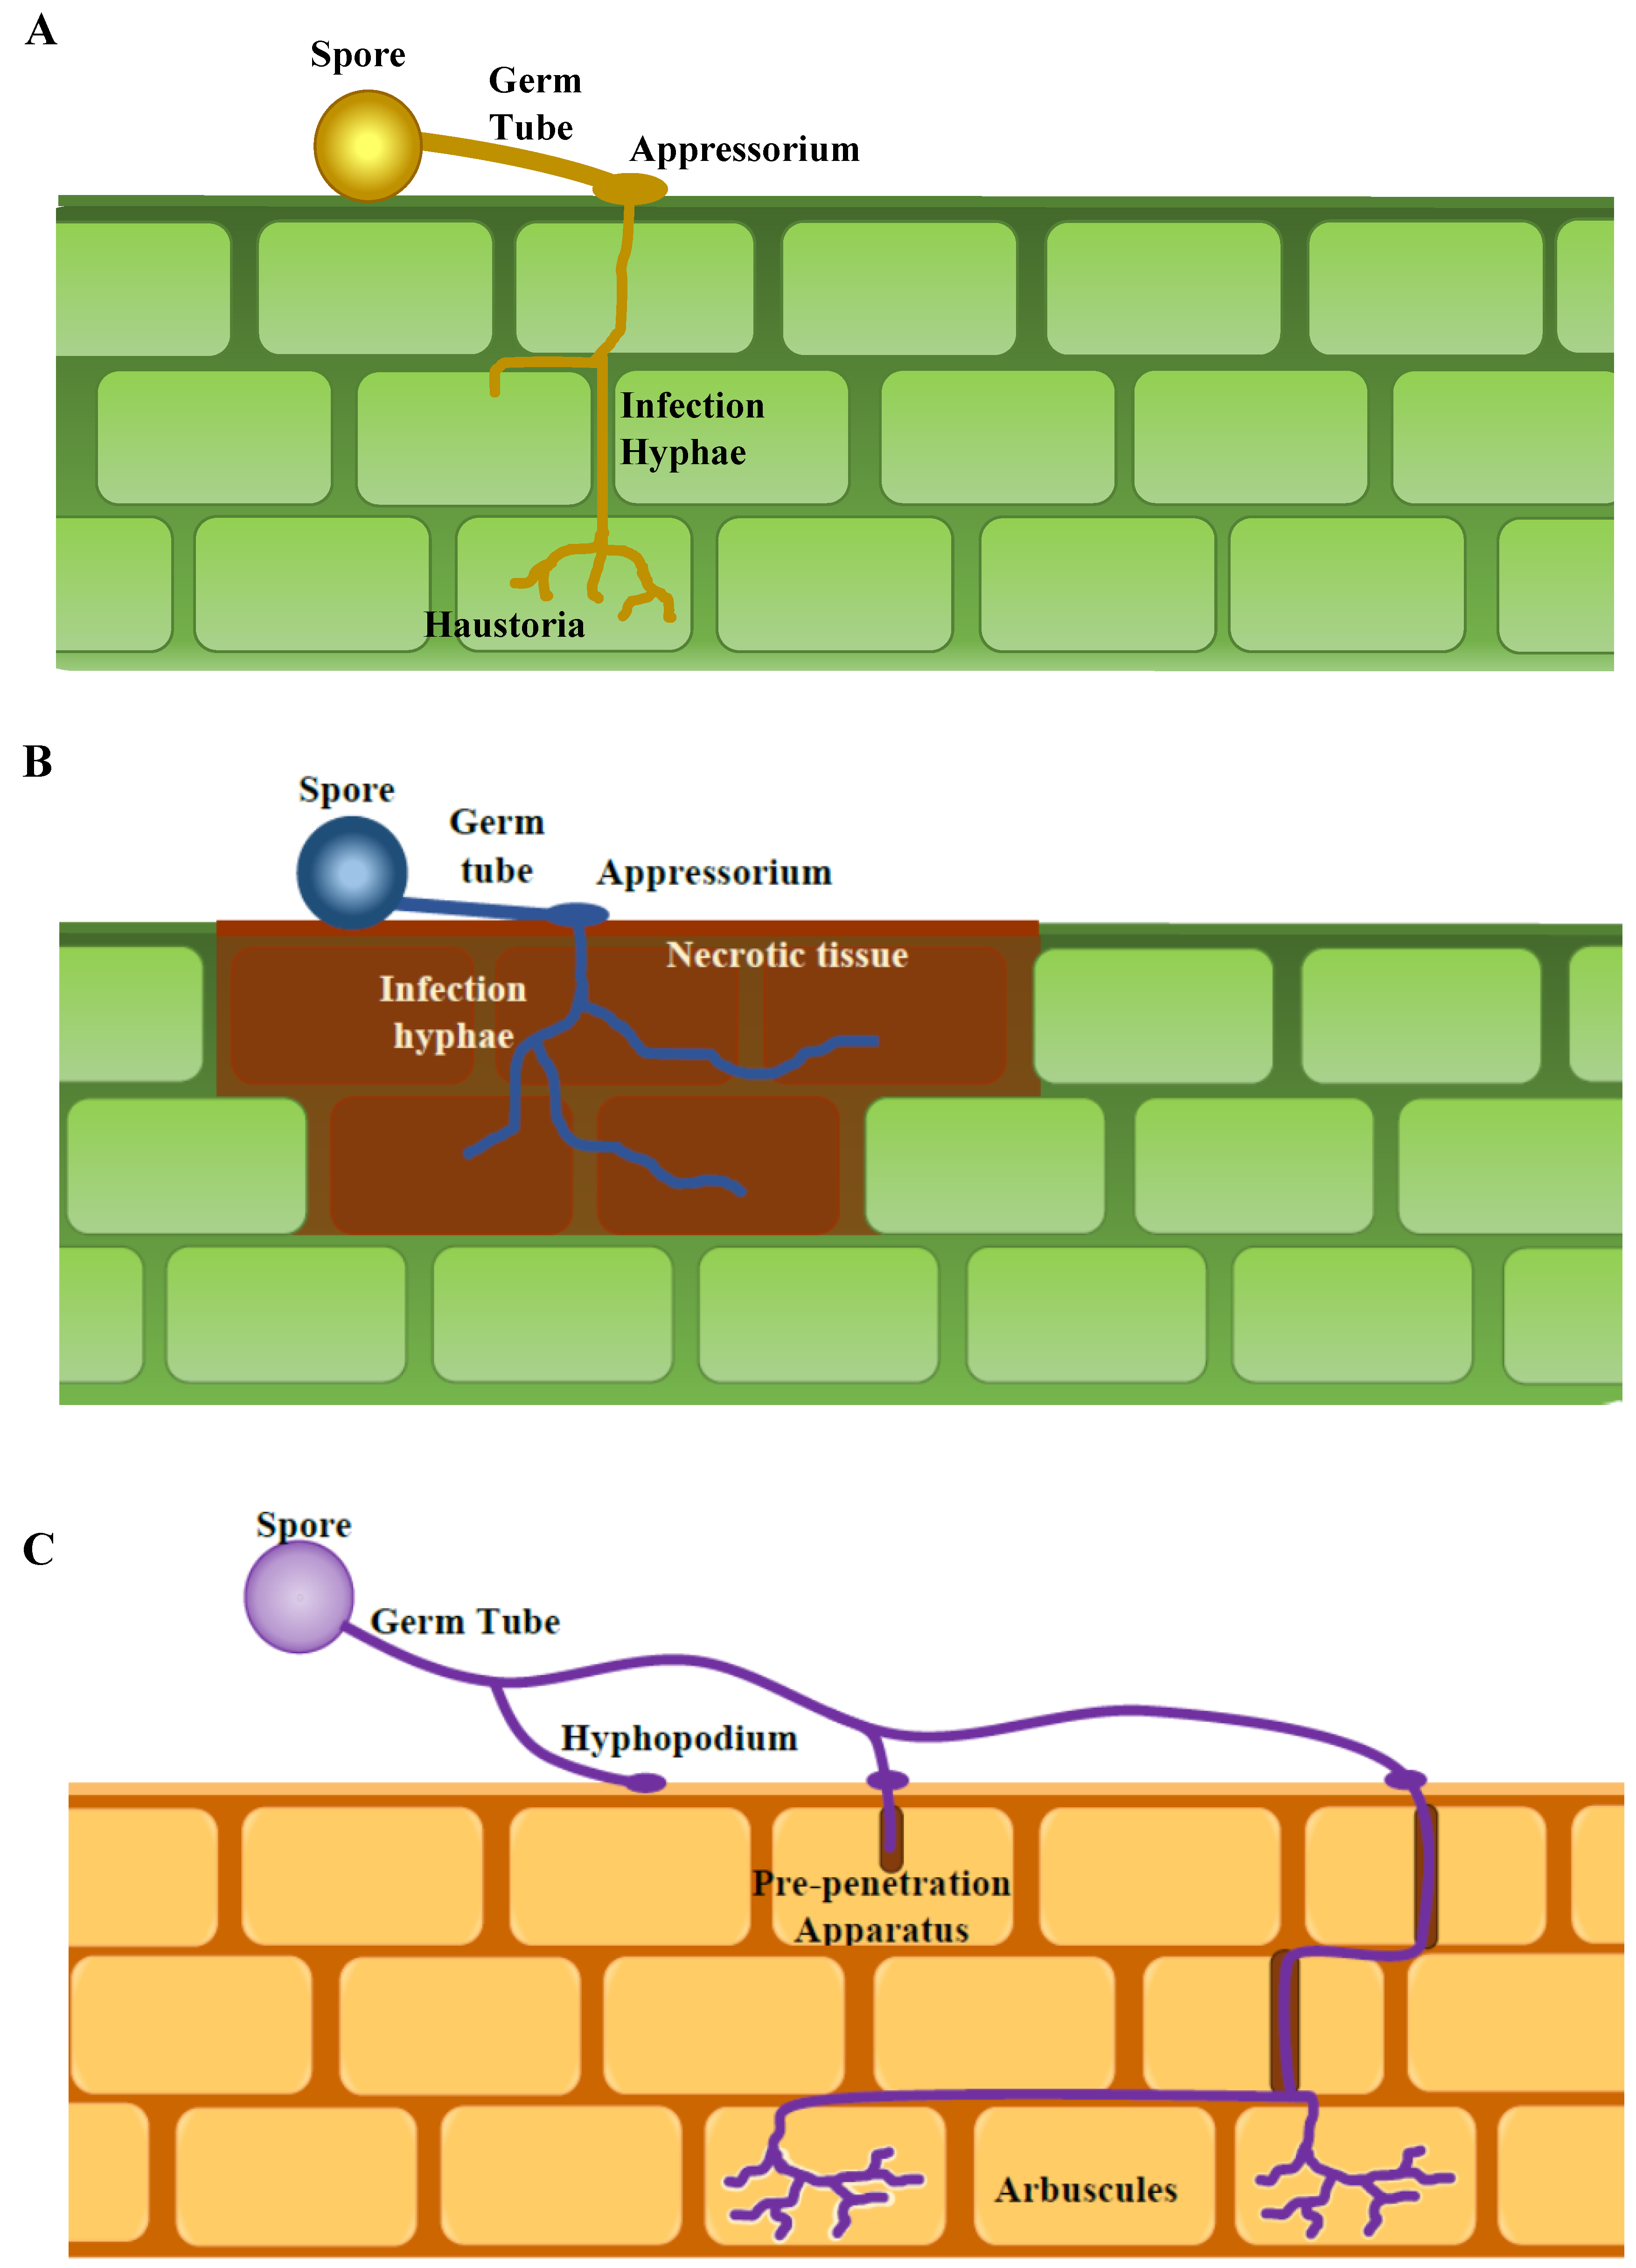 A
Spore
Germ
Tube
Appressorium
Infection
Hyphae
Haustoria
B
Spore
Germ
tube
Appressorium
Necrotic tissue
Infection
hyphae
C
Spore
Germ Tube
Hyphopodium
Pre-penetration
Apparatus
Arbuscules